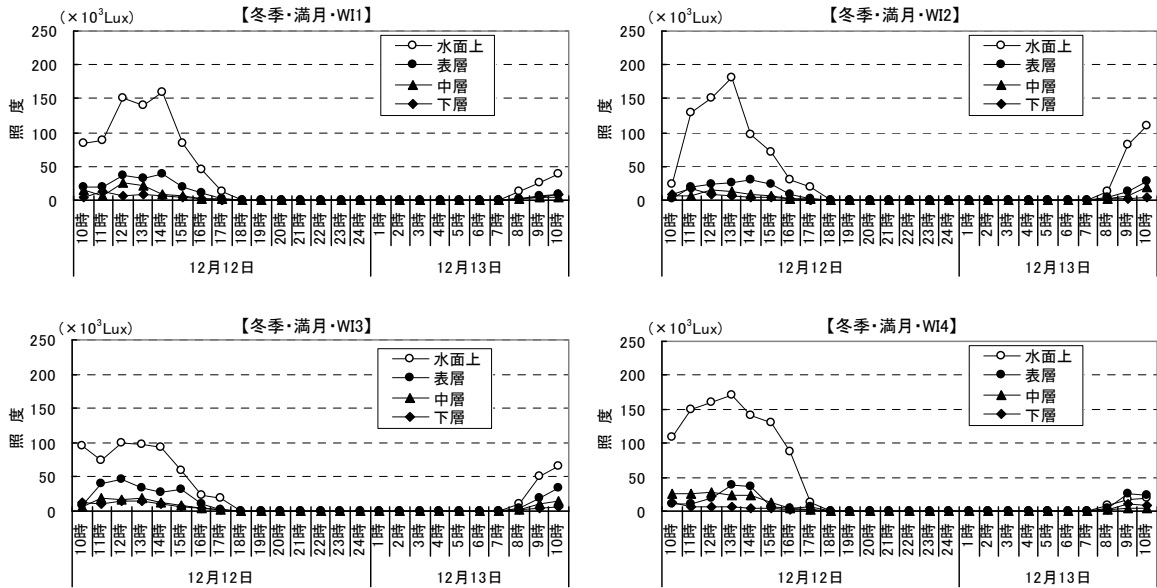 (×10³Lux)
【冬季・満月・WI1】
250
200
150
100
50
0
照度
水面上
表層
中層
下層
10時 11時 12時 13時 14時 15時 16時 17時 18時 19時 20時 21時 22時 23時 24時 1時 2時 3時 4時 5時 6時 7時 8時 9時 10時
12月12日 12月13日
(×10³Lux)
【冬季・満月・WI2】
250
200
150
100
50
0
照度
水面上
表層
中層
下層
10時 11時 12時 13時 14時 15時 16時 17時 18時 19時 20時 21時 22時 23時 24時 1時 2時 3時 4時 5時 6時 7時 8時 9時 10時
12月12日 12月13日
(×10³Lux)
【冬季・満月・WI3】
250
200
150
100
50
0
照度
水面上
表層
中層
下層
10時 11時 12時 13時 14時 15時 16時 17時 18時 19時 20時 21時 22時 23時 24時 1時 2時 3時 4時 5時 6時 7時 8時 9時 10時
12月12日 12月13日
(×10³Lux)
【冬季・満月・WI4】
250
200
150
100
50
0
照度
水面上
表層
中層
下層
10時 11時 12時 13時 14時 15時 16時 17時 18時 19時 20時 21時 22時 23時 24時 1時 2時 3時 4時 5時 6時 7時 8時 9時 10時
12月12日 12月13日